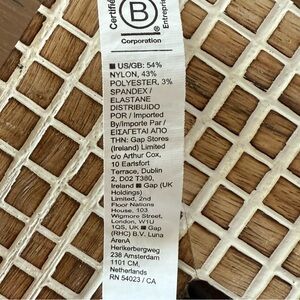 Certified
B
®
Entreprise
Corporation
■ US/GB: 54%
NYLON, 43%
POLYESTER, 3%
SPANDEX /
ELASTANE
DISTRIBUIDO
POR / Imported
By/Importe Par /
ΕΙΣΑΓΕΤΑΙ ΑΠΟ
ΤΗΝ: Gap Stores
(Ireland) Limited
c/o Arthur Cox,
10 Earlsfort
Terrace, Dublin
2, D02 T380,
Ireland ■ Gap (UK
Holdings)
Limited, 2nd
Floor Nations
House, 103
Wigmore Street,
London, W1U
1QS, UK ■ Gap
(RHC) B.V. Luna
ArenA
Herikerbergweg
238 Amsterdam
1101 CM,
Netherlands
RN 54023 / CA